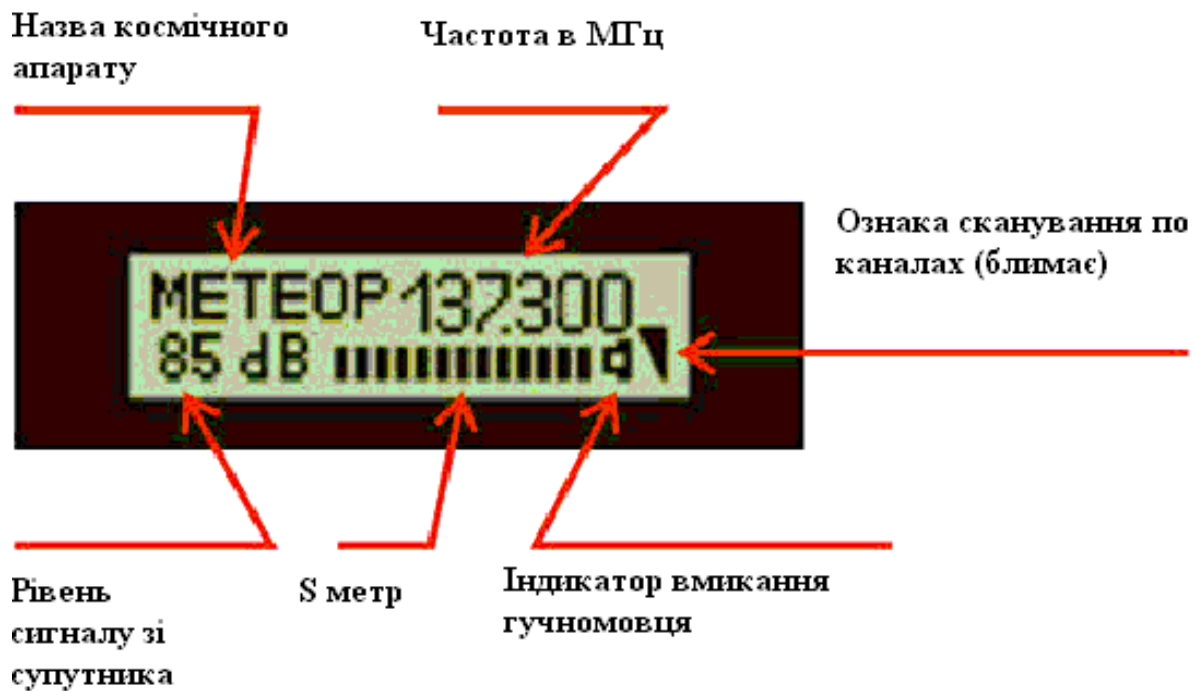 Назва космічного
апарату
Частота в МГц
Ознака сканування по
каналах (блимає)
МЕТЕОР 137.300
85 dB
Рівень
сигналу зі
супутника
S метр
Індикатор вмикання
гучномовця